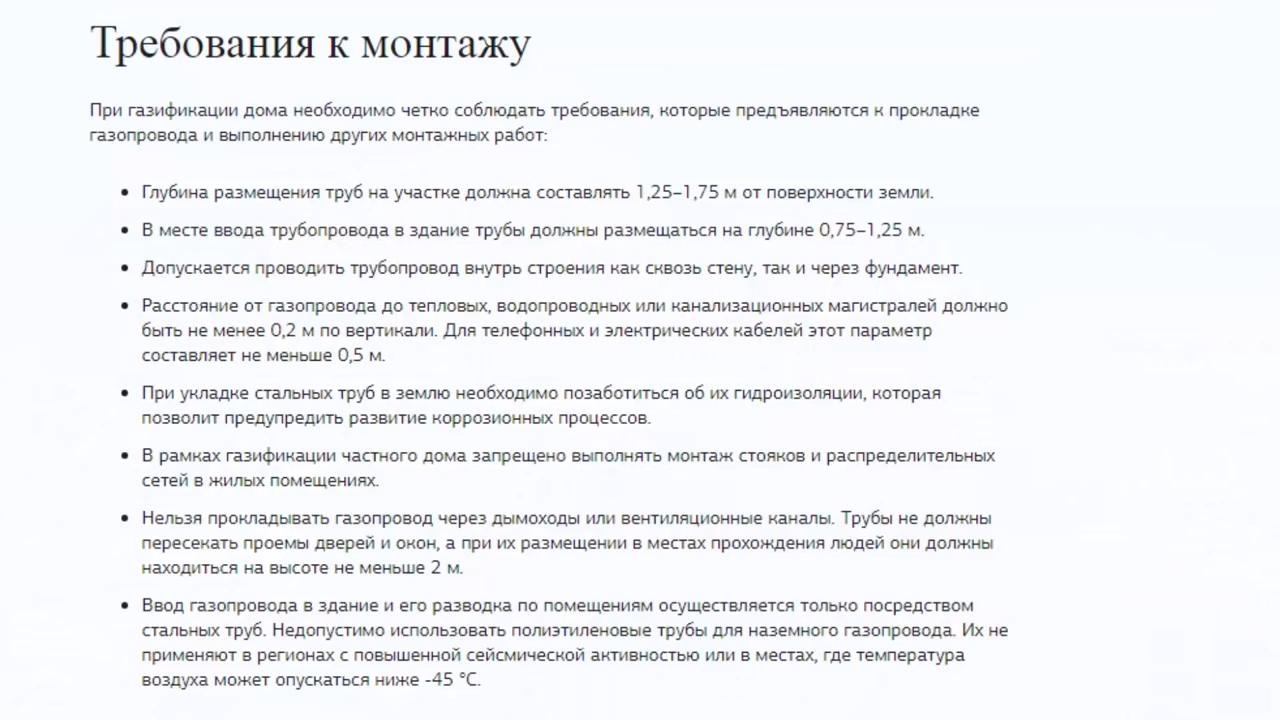 Требования к монтажу
При газификации дома необходимо четко соблюдать требования, которые предъявляются к прокладке
газопровода и выполнению других монтажных работ:
• Глубина размещения труб на участке должна составлять 1,25–1,75 м от поверхности земли.
• В месте ввода трубопровода в здание трубы должны размещаться на глубине 0,75–1,25 м.
• Допускается проводить трубопровод внутрь строения как сквозь стену, так и через фундамент.
• Расстояние от газопровода до тепловых, водопроводных или канализационных магистралей должно
быть не менее 0,2 м по вертикали. Для телефонных и электрических кабелей этот параметр
составляет не меньше 0,5 м.
• При укладке стальных труб в землю необходимо позаботиться об их гидроизоляции, которая
позволит предупредить развитие коррозионных процессов.
• В рамках газификации частного дома запрещено выполнять монтаж стояков и распределительных
сетей в жилых помещениях.
• Нельзя прокладывать газопровод через дымоходы или вентиляционные каналы. Трубы не должны
пересекать проемы дверей и окон, а при их размещении в местах прохождения людей они должны
находиться на высоте не меньше 2 м.
• Ввод газопровода в здание и его разводка по помещениям осуществляется только посредством
стальных труб. Недопустимо использовать полиэтиленовые трубы для наземного газопровода. Их не
применяют в регионах с повышенной сейсмической активностью или в местах, где температура
воздуха может опускаться ниже -45 °C.